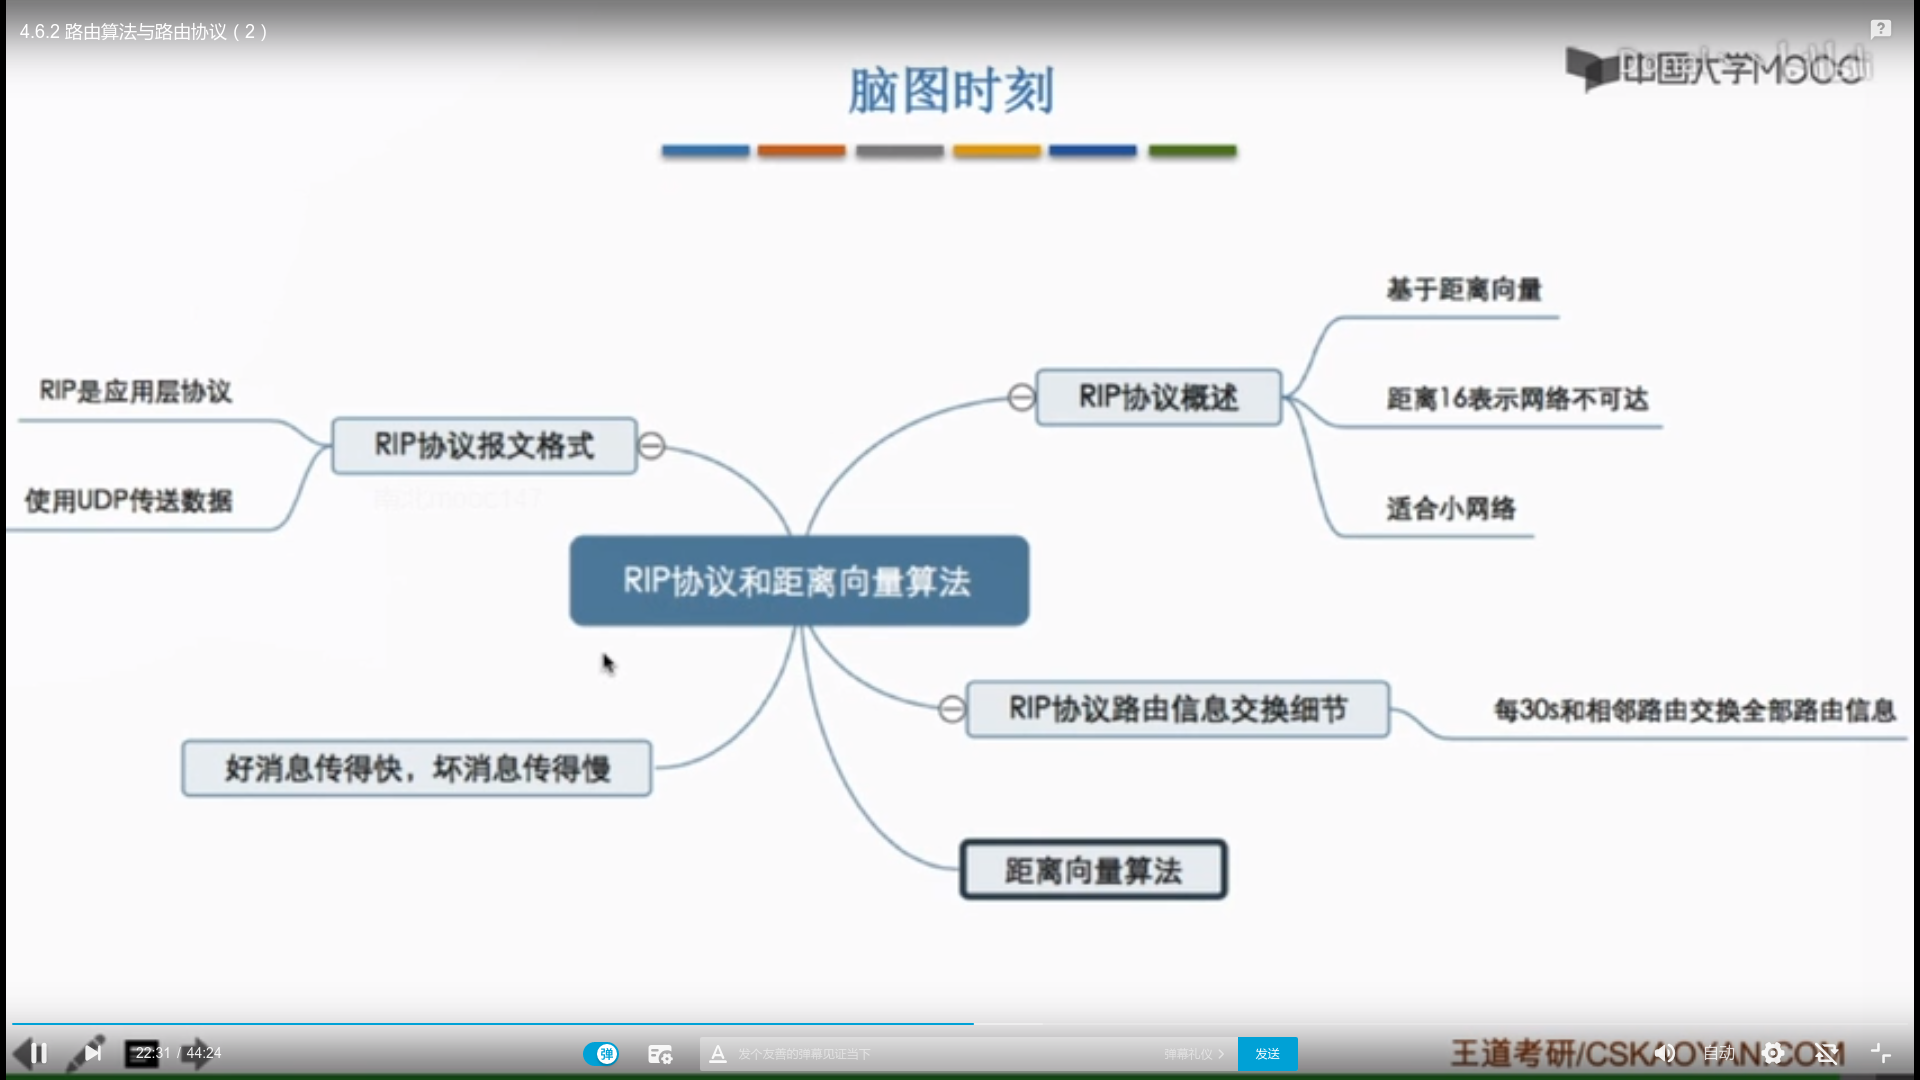 4.6.2 路由算法与路由协议（2）
中国大学MOOC
脑图时刻
基于距离向量
RIP是应用层协议
RIP协议概述
距离16表示网络不可达
RIP协议报文格式
使用UDP传送数据
适合小网络
RIP协议和距离向量算法
RIP协议路由信息交换细节
每30s和相邻路由交换全部路由信息
好消息传得快，坏消息传得慢
距离向量算法
22:31 / 44:24
弹
发个友善的弹幕见证当下
弹幕礼仪
发送
王道考研/CSKAOYAN.COM
自动